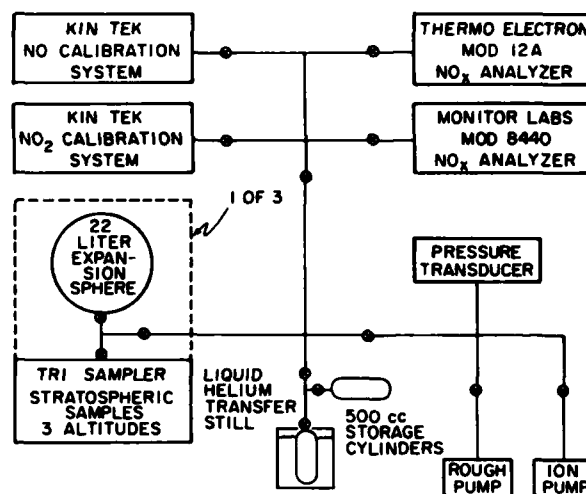 KIN TEK
NO CALIBRATION
SYSTEM
THERMO ELECTRON
MOD 12A
NOx ANALYZER
KIN TEK
NO2 CALIBRATION
SYSTEM
MONITOR LABS
MOD 8440
NOx ANALYZER
1 OF 3
22
LITER
EXPAN-
SION
SPHERE
PRESSURE
TRANSDUCER
TRI SAMPLER
STRATOSPHERIC
SAMPLES
3 ALTITUDES
LIQUID
HELIUM
TRANSFER
STILL
500 cc
STORAGE
CYLINDERS
ROUGH
PUMP
ION
PUMP